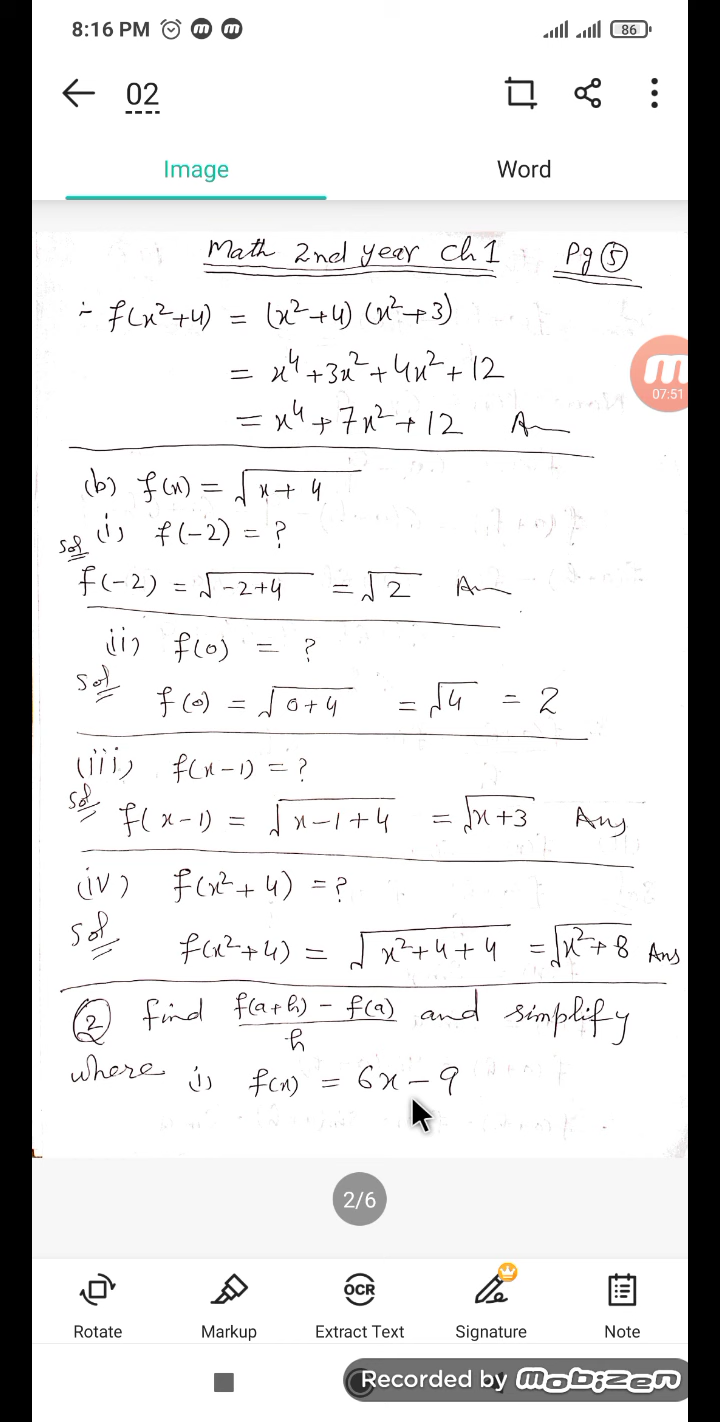 8:16 PM
86
02
Image Word
Math 2nd year Ch 1 Pg ⑤
∴ f(x²+4) = (x²+4) (x²+3)
= x⁴+3x²+4x²+12
= x⁴+7x²+12 An
(b) f(x) = √x+4
(i) f(-2) = ?
Sol
f(-2) = √-2+4 = √2 An
(ii) f(0) = ?
Sol
f(0) = √0+4 = √4 = 2
(iii) f(x-1) = ?
Sol
f(x-1) = √x-1+4 = √x+3 Ans
(iv) f(x²+4) = ?
Sol
f(x²+4) = √x²+4+4 = √x²+8 Ans
② find f(a+h) - f(a) / h and simplify
where (i) f(x) = 6x-9
07:51
2/6
OCR
Rotate Markup Extract Text Signature Note
Recorded by mobizen